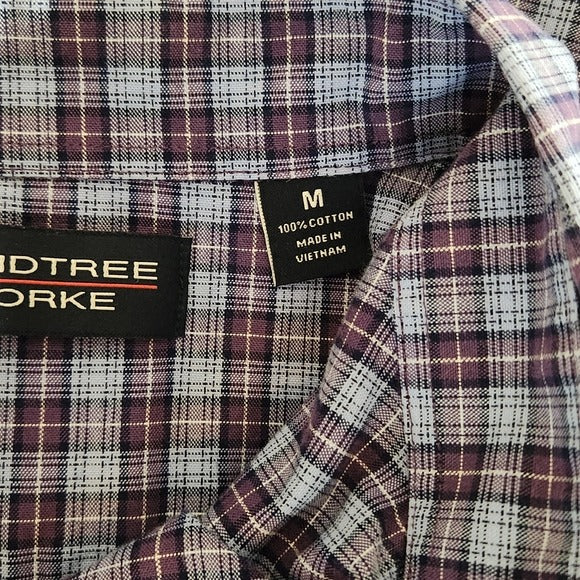 NDTREE
ORKE
M
100% COTTON
MADE IN
VIETNAM